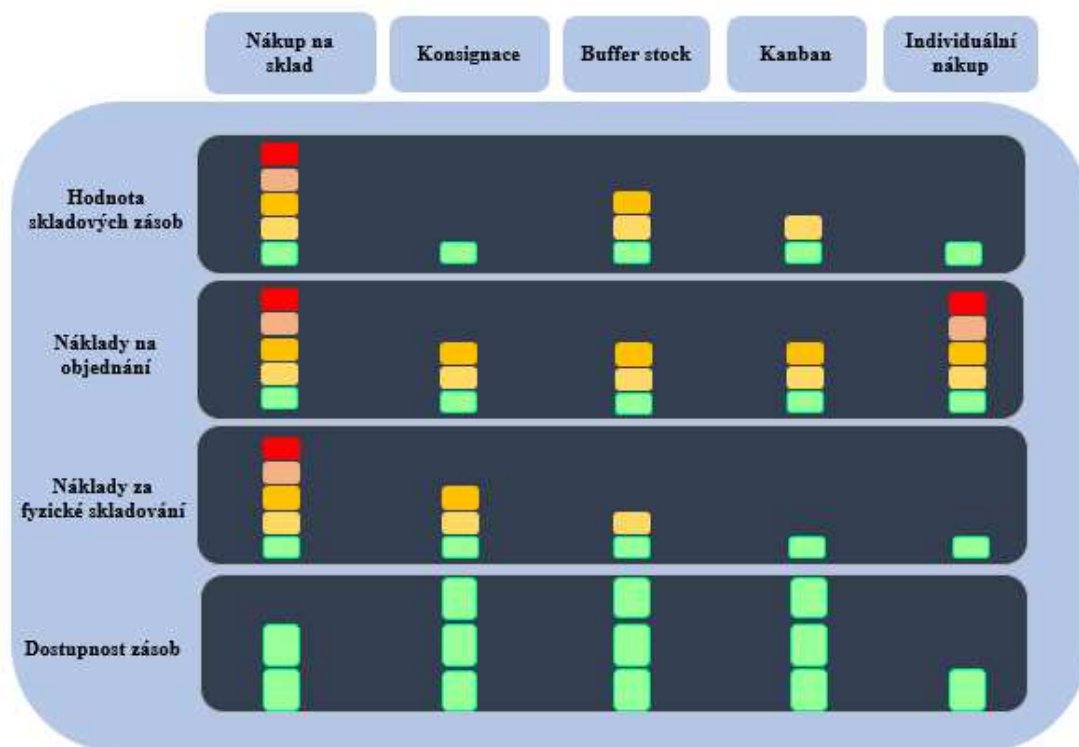 Nákup na
sklad
Konsignace
Buffer stock
Kanban
Individuální
nákup
Hodnota
skladových zásob
Náklady na
objednání
Náklady za
fyzické skladování
Dostupnost zásob